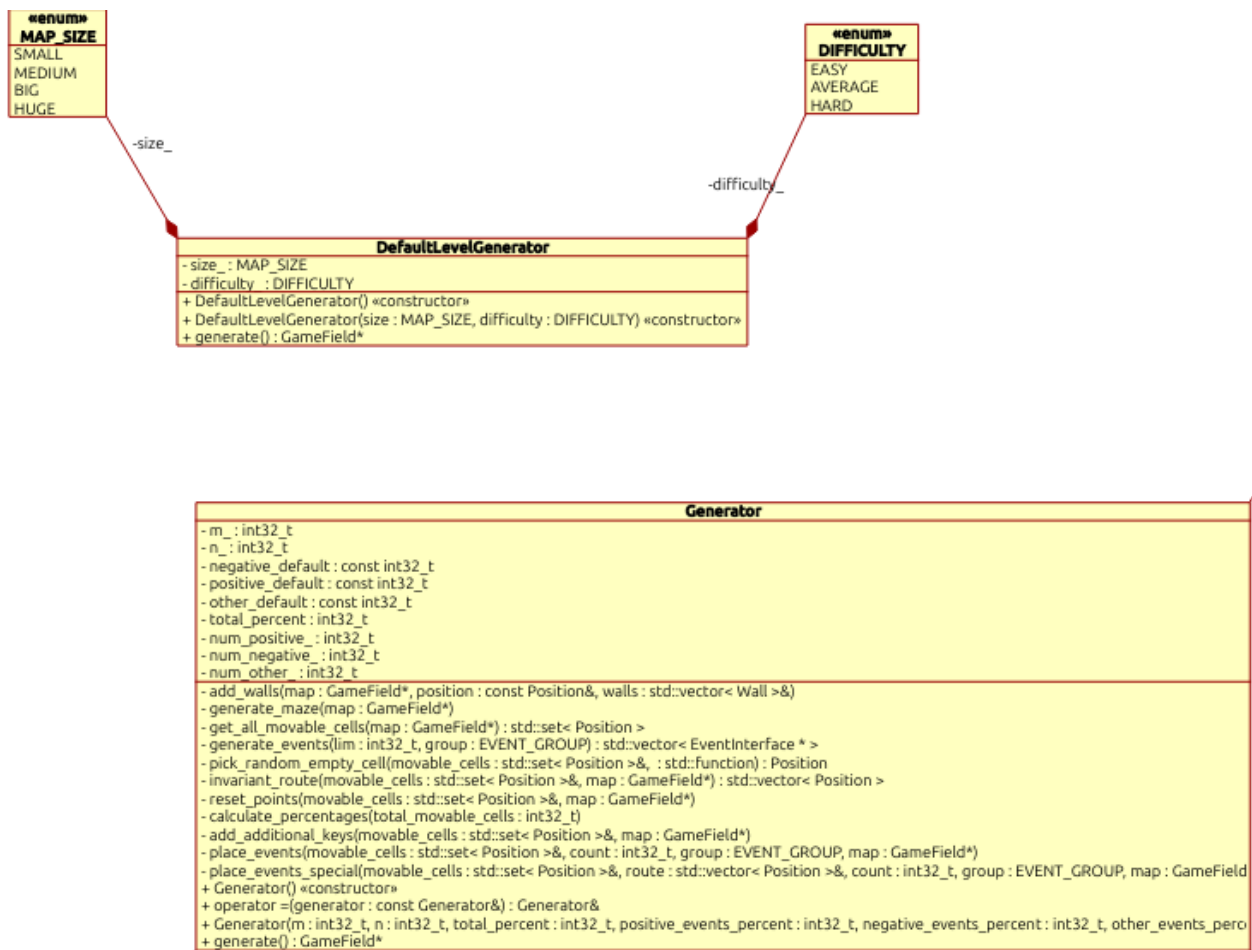 «enum»
MAP_SIZE
SMALL
MEDIUM
BIG
HUGE
«enum»
DIFFICULTY
EASY
AVERAGE
HARD
-size_
-difficulty_
DefaultLevelGenerator
- size_ : MAP_SIZE
- difficulty_ : DIFFICULTY
+ DefaultLevelGenerator() «constructor»
+ DefaultLevelGenerator(size : MAP_SIZE, difficulty : DIFFICULTY) «constructor»
+ generate() : GameField*
Generator
- m_ : int32_t
- n_ : int32_t
- negative_default : const int32_t
- positive_default : const int32_t
- other_default : const int32_t
- total_percent : int32_t
- num_positive_ : int32_t
- num_negative_ : int32_t
- num_other_ : int32_t
- add_walls(map : GameField*, position : const Position&, walls : std::vector< Wall >&)
- generate_maze(map : GameField*)
- get_all_movable_cells(map : GameField*) : std::set< Position >
- generate_events(lim : int32_t, group : EVENT_GROUP) : std::vector< EventInterface * >
- pick_random_empty_cell(movable_cells : std::set< Position >&, : std::function) : Position
- invariant_route(movable_cells : std::set< Position >&, map : GameField*) : std::vector< Position >
- reset_points(movable_cells : std::set< Position >&, map : GameField*)
- calculate_percentages(total_movable_cells : int32_t)
- add_additional_keys(movable_cells : std::set< Position >&, map : GameField*)
- place_events(movable_cells : std::set< Position >&, count : int32_t, group : EVENT_GROUP, map : GameField*)
- place_events_special(movable_cells : std::set< Position >&, route : std::vector< Position >&, count : int32_t, group : EVENT_GROUP, map : GameField
+ Generator() «constructor»
+ operator =(generator : const Generator&) : Generator&
+ Generator(m : int32_t, n : int32_t, total_percent : int32_t, positive_events_percent : int32_t, negative_events_percent : int32_t, other_events_perc
+ generate() : GameField*